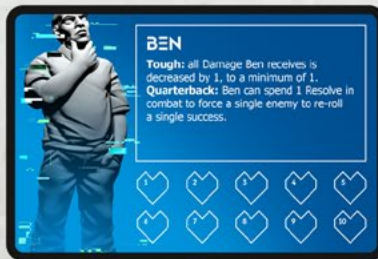 BEN
Tough: all Damage Ben receives is
decreased by 1, to a minimum of 1.
Quarterback: Ben can spend 1 Resolve in
combat to force a single enemy to re-roll
a single success.
1 2 3 4 5
6 7 8 9 10